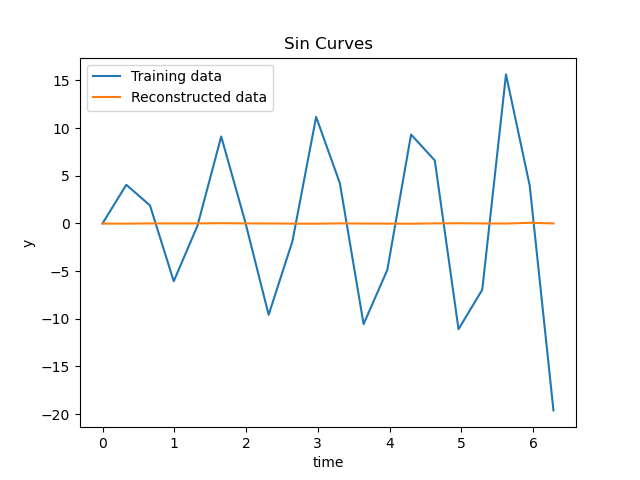 Sin Curves
Training data
Reconstructed data
15
10
5
0
−5
−10
−15
−20
y
0 1 2 3 4 5 6
time